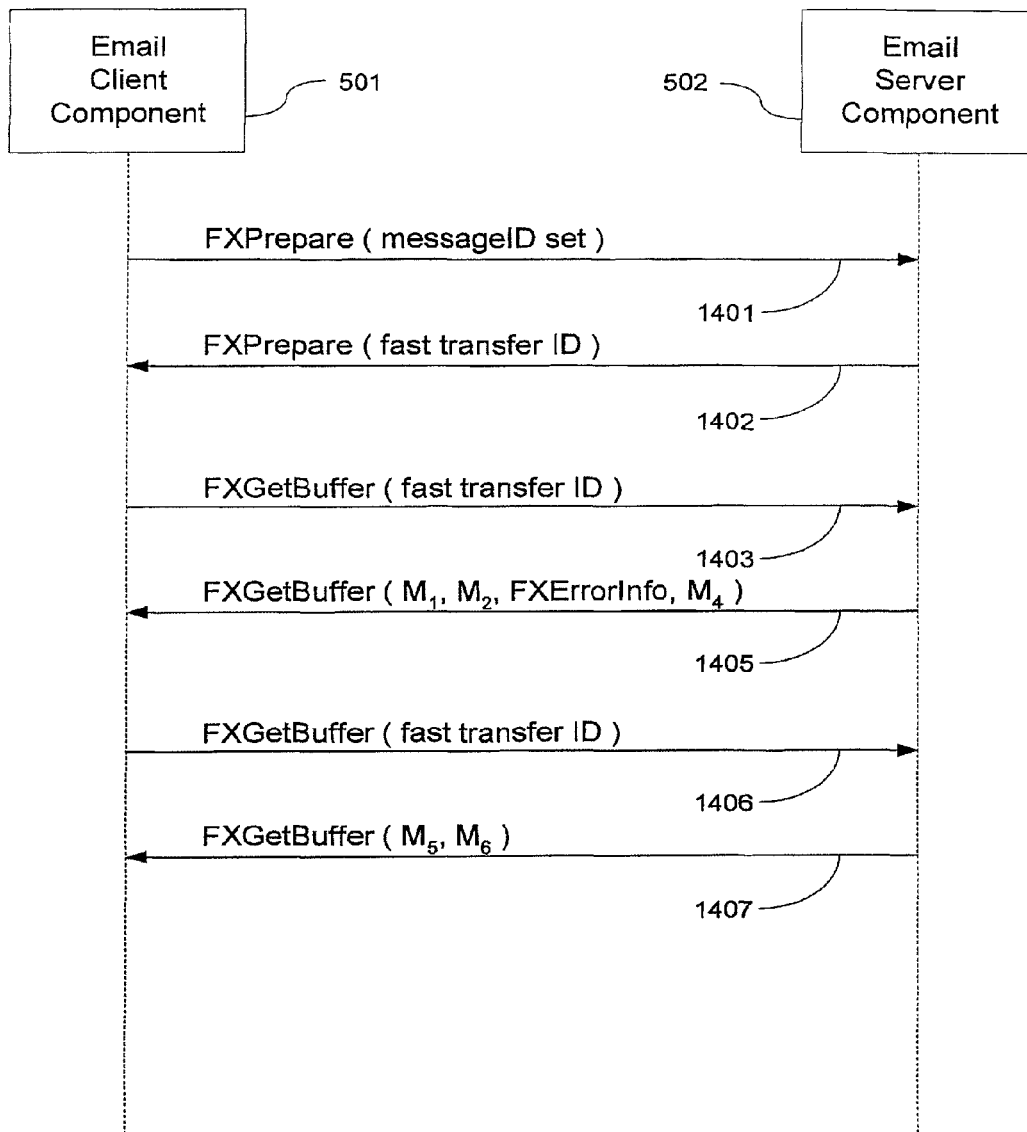 Email
Client
Component
501
502
Email
Server
Component
FXPrepare ( messageID set )
1401
FXPrepare ( fast transfer ID )
1402
FXGetBuffer ( fast transfer ID )
1403
FXGetBuffer ( M₁, M₂, FXErrorInfo, M₄ )
1405
FXGetBuffer ( fast transfer ID )
1406
FXGetBuffer ( M₅, M₆ )
1407